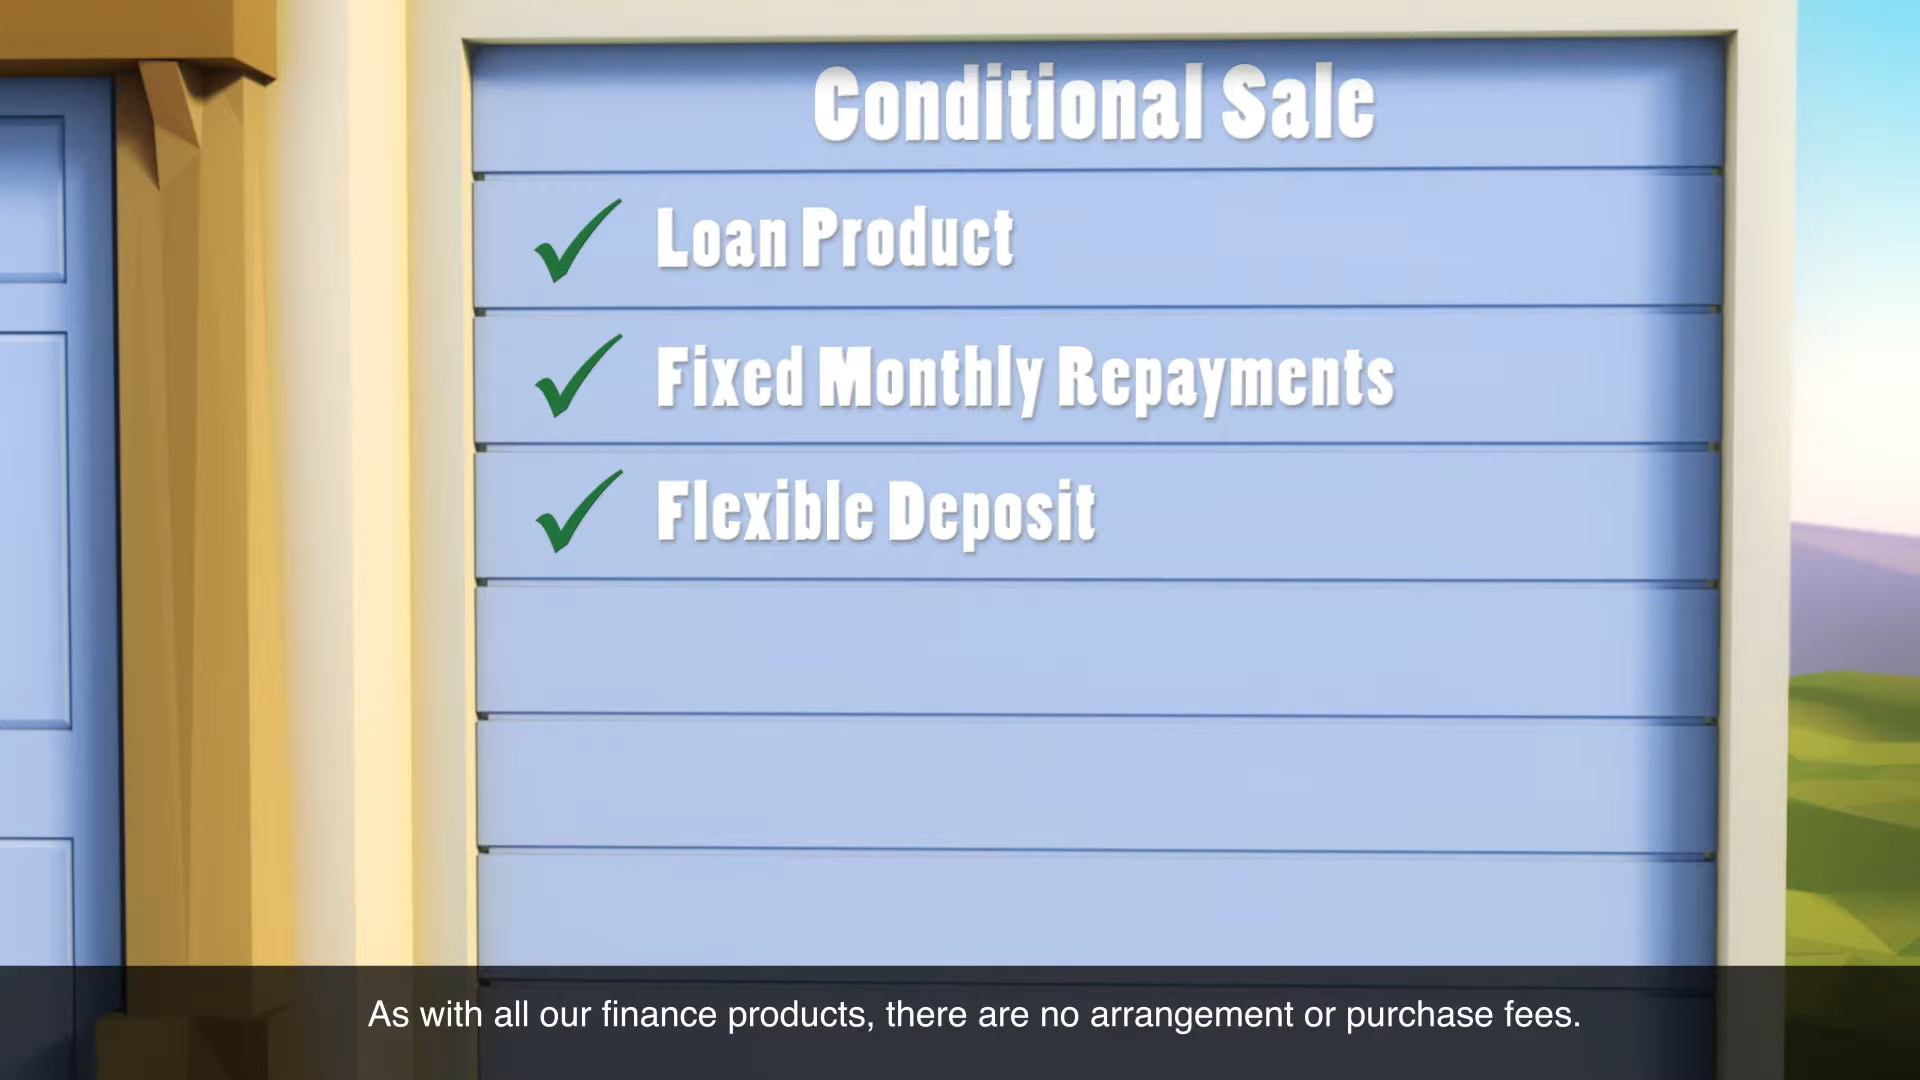 Conditional Sale
Loan Product
Fixed Monthly Repayments
Flexible Deposit
As with all our finance products, there are no arrangement or purchase fees.